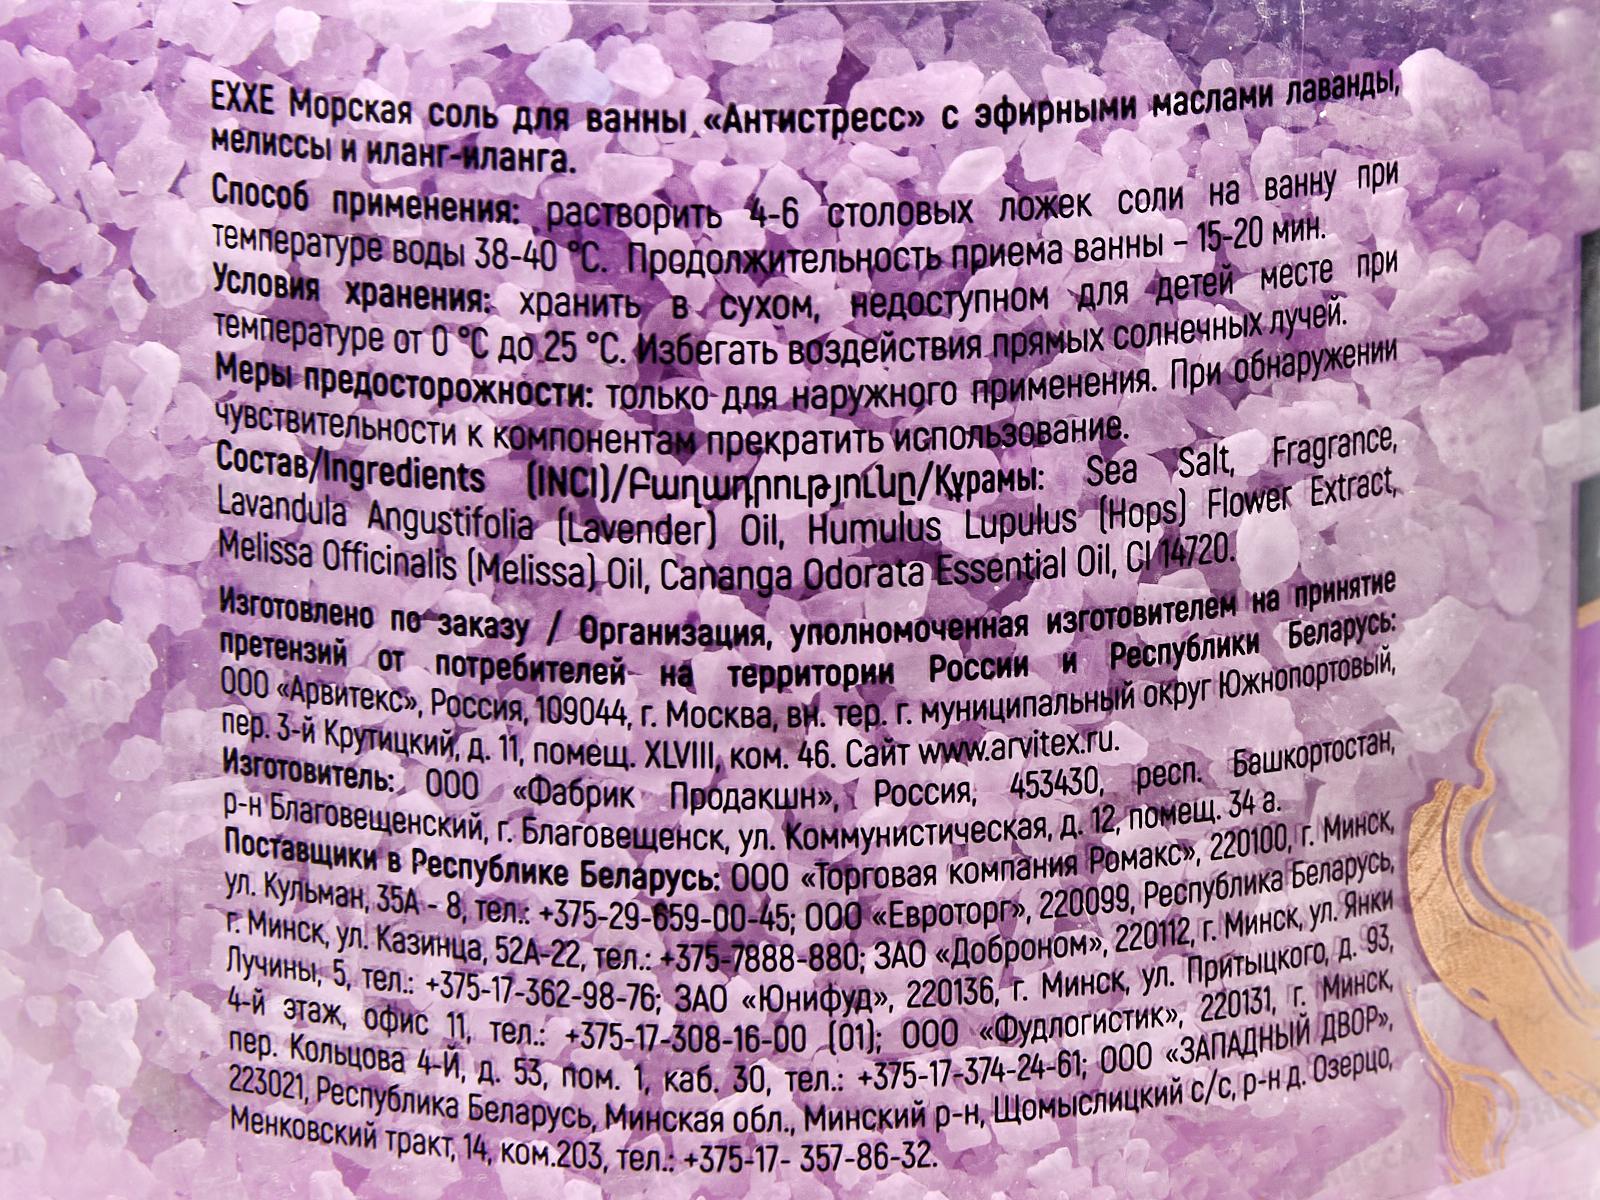 EXXE Морская соль для ванны «Антистресс» с эфирными маслами лаванды,
мелиссы и иланг-иланга.
Способ применения: растворить 4-6 столовых ложек соли на ванну при
температуре воды 38-40 °C. Продолжительность приема ванны – 15-20 мин.
Условия хранения: хранить в сухом, недоступном для детей месте при
температуре от 0 °C до 25 °C. Избегать воздействия прямых солнечных лучей.
Меры предосторожности: только для наружного применения. При обнаружении
чувствительности к компонентам прекратить использование.
Состав/Ingredients (INCI)/Բաղադրությունը/Құрамы: Sea Salt, Fragrance,
Lavandula Angustifolia (Lavender) Oil, Humulus Lupulus (Hops) Flower Extract,
Melissa Officinalis (Melissa) Oil, Cananga Odorata Essential Oil, CI 14720.
Изготовлено по заказу / Организация, уполномоченная изготовителем на принятие
претензий от потребителей на территории России и Республики Беларусь:
ООО «Арвитекс», Россия, 109044, г. Москва, вн. тер. г. муниципальный округ Южнопортовый,
пер. 3-й Крутицкий, д. 11, помещ. XLVIII, ком. 46. Сайт www.arvitex.ru.
Изготовитель: ООО «Фабрик Продакшн», Россия, 453430, респ. Башкортостан,
р-н Благовещенский, г. Благовещенск, ул. Коммунистическая, д. 12, помещ. 34 а.
Поставщики в Республике Беларусь: ООО «Торговая компания Ромакс», 220100, г. Минск,
ул. Кульман, 35А - 8, тел.: +375-29-659-00-45; ООО «Евроторг», 220099, Республика Беларусь,
г. Минск, ул. Казинца, 52А-22, тел.: +375-7888-880; ЗАО «Доброном», 220112, г. Минск, ул. Янки
Лучины, 5, тел.: +375-17-362-98-76; ЗАО «Юнифуд», 220136, г. Минск, ул. Притыцкого, д. 93,
4-й этаж, офис 11, тел.: +375-17-308-16-00 (01); ООО «Фудлогистик», 220131, г. Минск,
пер. Кольцова 4-Й, д. 53, пом. 1, каб. 30, тел.: +375-17-374-24-61; ООО «ЗАПАДНЫЙ ДВОР»,
223021, Республика Беларусь, Минская обл., Минский р-н, Щомыслицкий с/с, р-н д. Озерцо,
Менковский тракт, 14, ком.203, тел.: +375-17- 357-86-32.